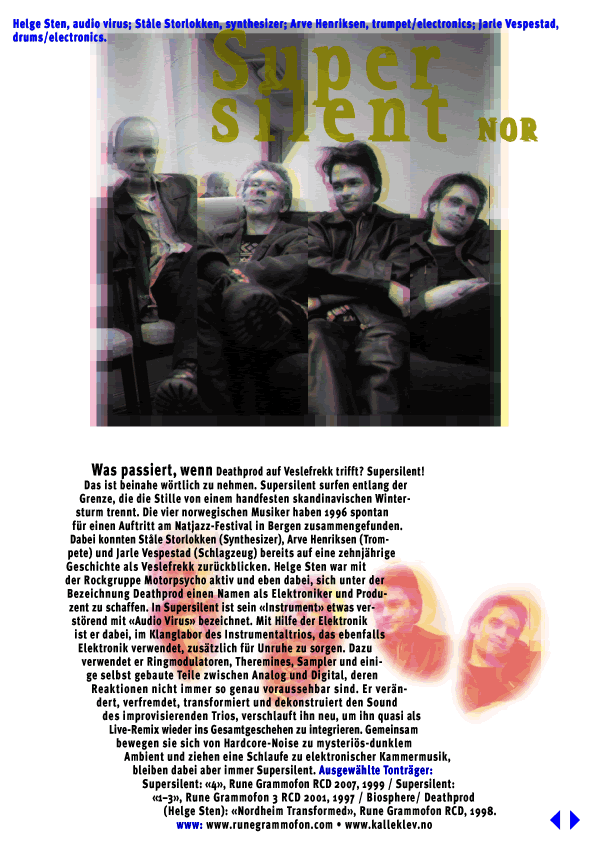 Helge Sten, audio virus; Ståle Storlokken, synthesizer; Arve Henriksen, trumpet/electronics; Jarle Vespestad,
drums/electronics.
Super
silent NOR
Was passiert, wenn Deathprod auf Veslefrekk trifft? Supersilent!
Das ist beinahe wörtlich zu nehmen. Supersilent surfen entlang der
Grenze, die die Stille von einem handfesten skandinavischen Winter-
sturm trennt. Die vier norwegischen Musiker haben 1996 spontan
für einen Auftritt am Natjazz-Festival in Bergen zusammengefunden.
Dabei konnten Ståle Storlokken (Synthesizer), Arve Henriksen (Trom-
pete) und Jarle Vespestad (Schlagzeug) bereits auf eine zehnjährige
Geschichte als Veslefrekk zurückblicken. Helge Sten war mit
der Rockgruppe Motorpsycho aktiv und eben dabei, sich unter der
Bezeichnung Deathprod einen Namen als Elektroniker und Produ-
zent zu schaffen. In Supersilent ist sein «Instrument» etwas ver-
störend mit «Audio Virus» bezeichnet. Mit Hilfe der Elektronik
ist er dabei, im Klanglabor des Instrumentaltrios, das ebenfalls
Elektronik verwendet, zusätzlich für Unruhe zu sorgen. Dazu
verwendet er Ringmodulatoren, Theremines, Sampler und eini-
ge selbst gebaute Teile zwischen Analog und Digital, deren
Reaktionen nicht immer so genau voraussehbar sind. Er verän-
dert, verfremdet, transformiert und dekonstruiert den Sound
des improvisierenden Trios, verschlauft ihn neu, um ihn quasi als
Live-Remix wieder ins Gesamtgeschehen zu integrieren. Gemeinsam
bewegen sie sich von Hardcore-Noise zu mysteriös-dunklem
Ambient und ziehen eine Schlaufe zu elektronischer Kammermusik,
bleiben dabei aber immer Supersilent. Ausgewählte Tonträger:
Supersilent: «4», Rune Grammofon RCD 2007, 1999 / Supersilent:
«1–3», Rune Grammofon 3 RCD 2001, 1997 / Biosphere/ Deathprod
(Helge Sten): «Nordheim Transformed», Rune Grammofon RCD, 1998.
www: www.runegrammofon.com • www.kalleklev.no